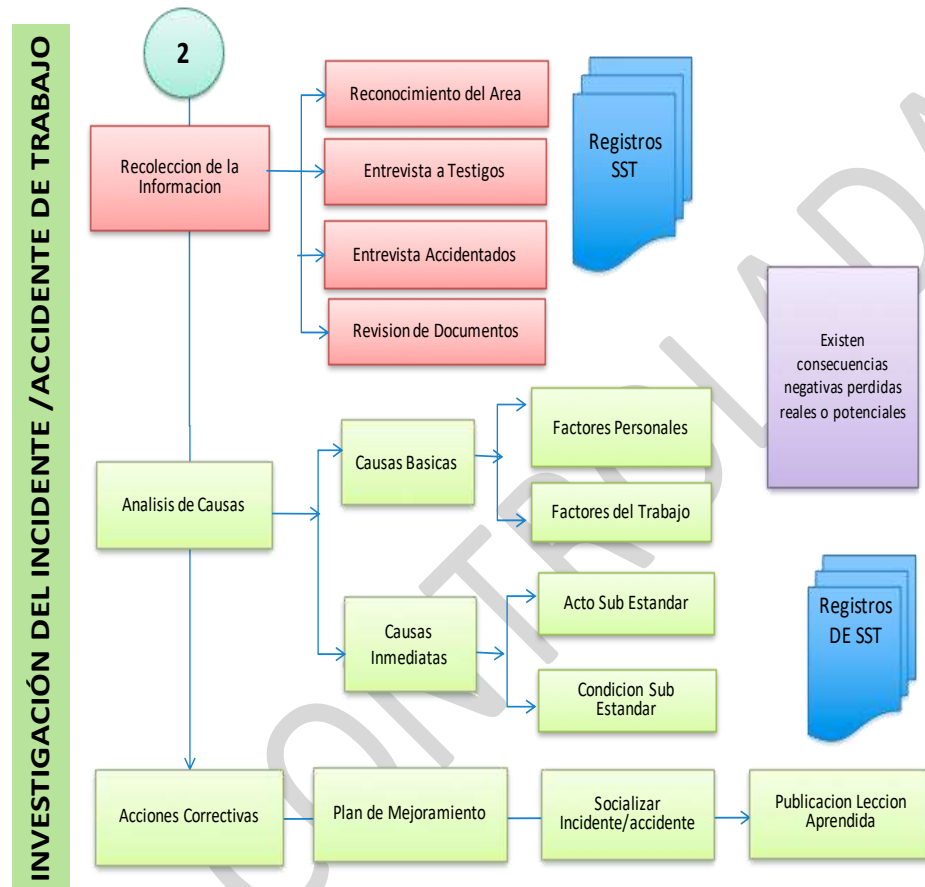 INVESTIGACIÓN DEL INCIDENTE /ACCIDENTE DE TRABAJO
2
Recoleccion de la
Informacion
Reconocimiento del Area
Entrevista a Testigos
Entrevista Accidentados
Revision de Documentos
Registros
SST
Existen
consecuencias
negativas perdidas
reales o potenciales
Analisis de Causas
Causas Basicas
Factores Personales
Factores del Trabajo
Causas
Inmediatas
Acto Sub Estandar
Condicion Sub
Estandar
Registros
DE SST
Acciones Correctivas
Plan de Mejoramiento
Socializar
Incidente/accidente
Publicacion Leccion
Aprendida
CONTROLADA